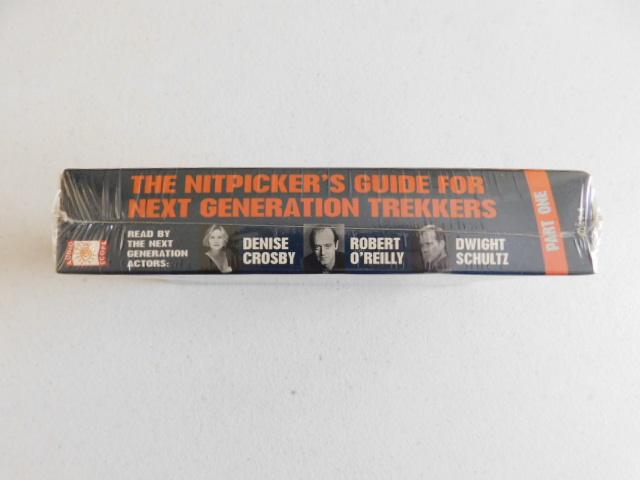 THE NITPICKER'S GUIDE FOR
NEXT GENERATION TREKKERS
READ BY
THE NEXT
GENERATION
ACTORS:
DENISE
CROSBY
ROBERT
O'REILLY
DWIGHT
SCHULTZ
PART ONE